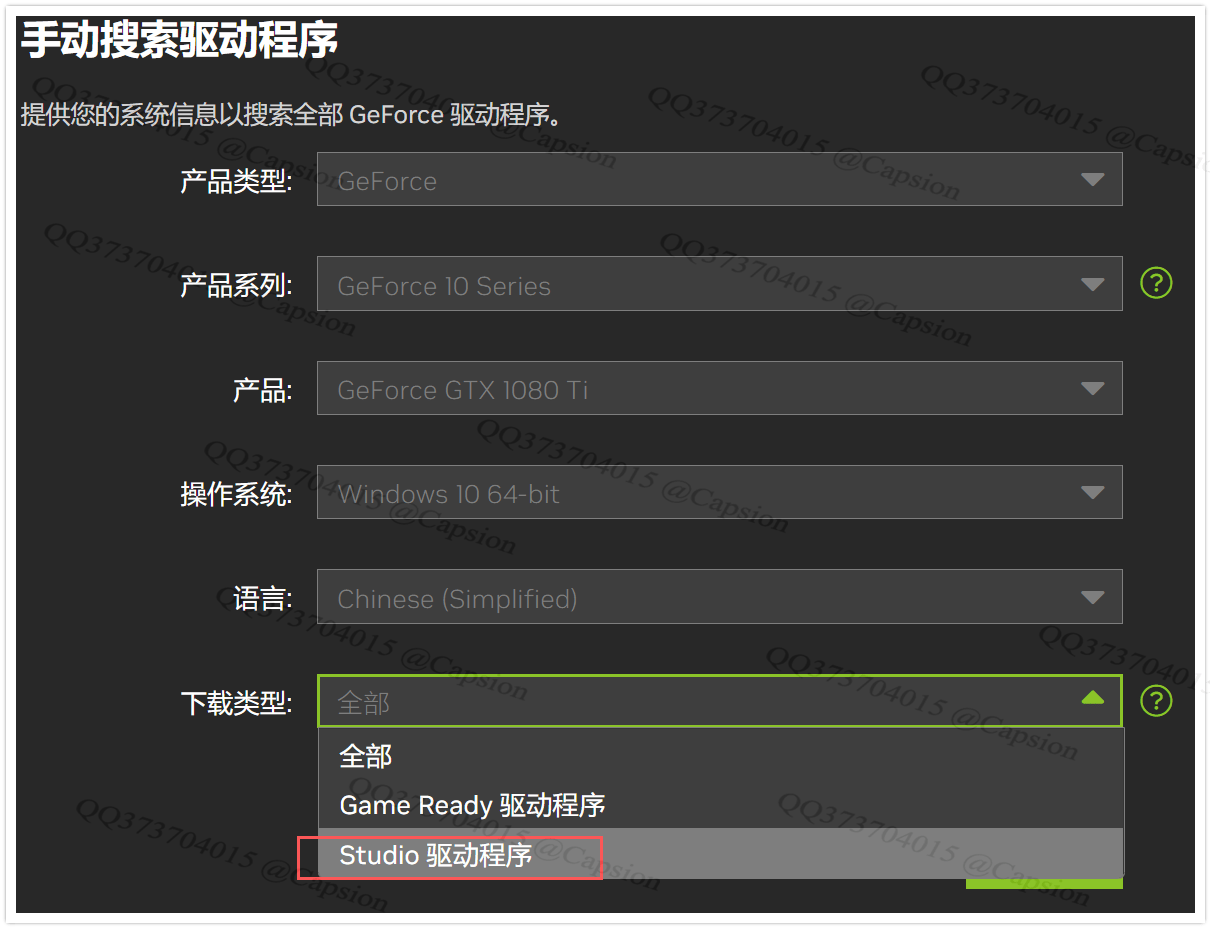 手动搜索驱动程序
提供您的系统信息以搜索全部 GeForce 驱动程序。
产品类型: GeForce
产品系列: GeForce 10 Series ?
产品: GeForce GTX 1080 Ti
操作系统: Windows 10 64-bit
语言: Chinese (Simplified)
下载类型: 全部 ?
全部
Game Ready 驱动程序
Studio 驱动程序
QQ373704015 @Capsion